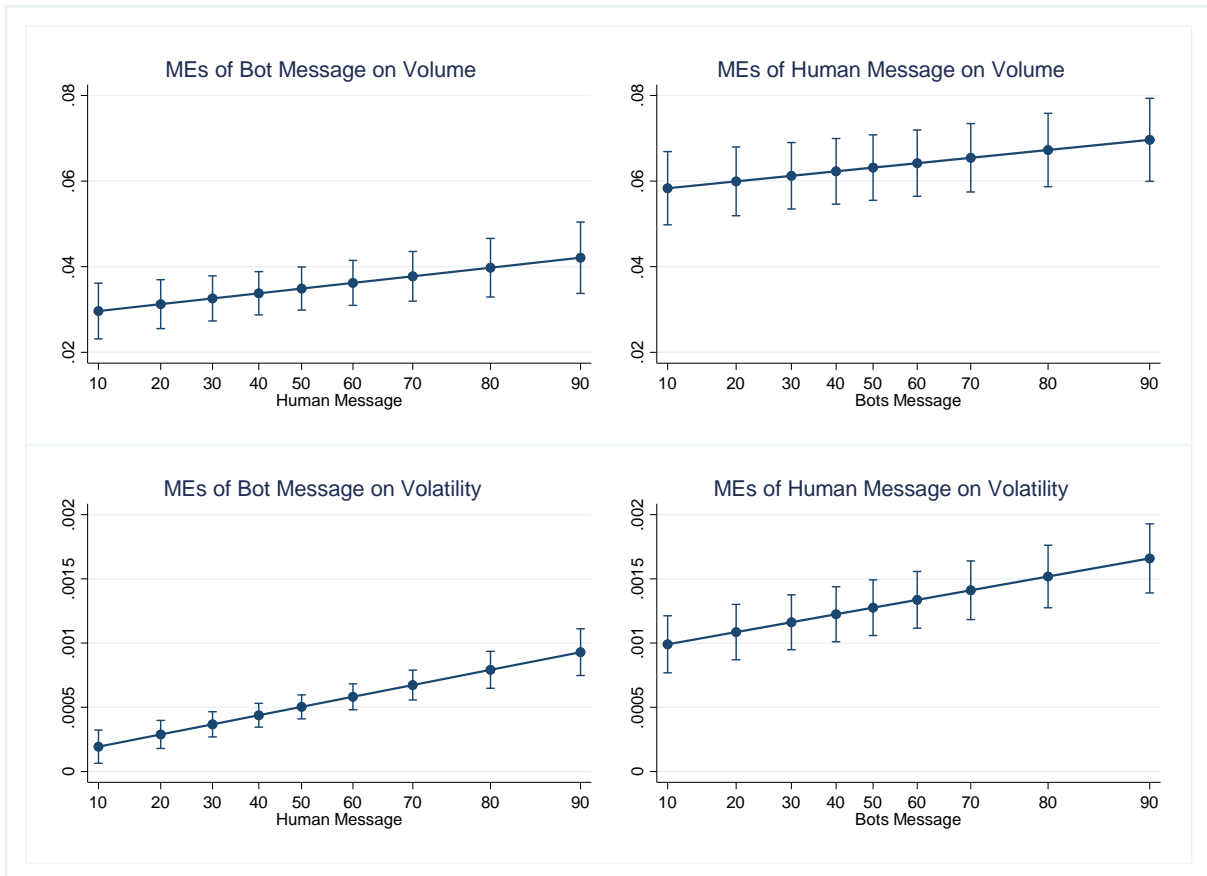 MEs of Bot Message on Volume
.08
.06
.04
.02
10 20 30 40 50 60 70 80 90
Human Message
MEs of Human Message on Volume
.08
.06
.04
.02
10 20 30 40 50 60 70 80 90
Bots Message
MEs of Bot Message on Volatility
.002
.0015
.001
.0005
0
10 20 30 40 50 60 70 80 90
Human Message
MEs of Human Message on Volatility
.002
.0015
.001
.0005
0
10 20 30 40 50 60 70 80 90
Bots Message